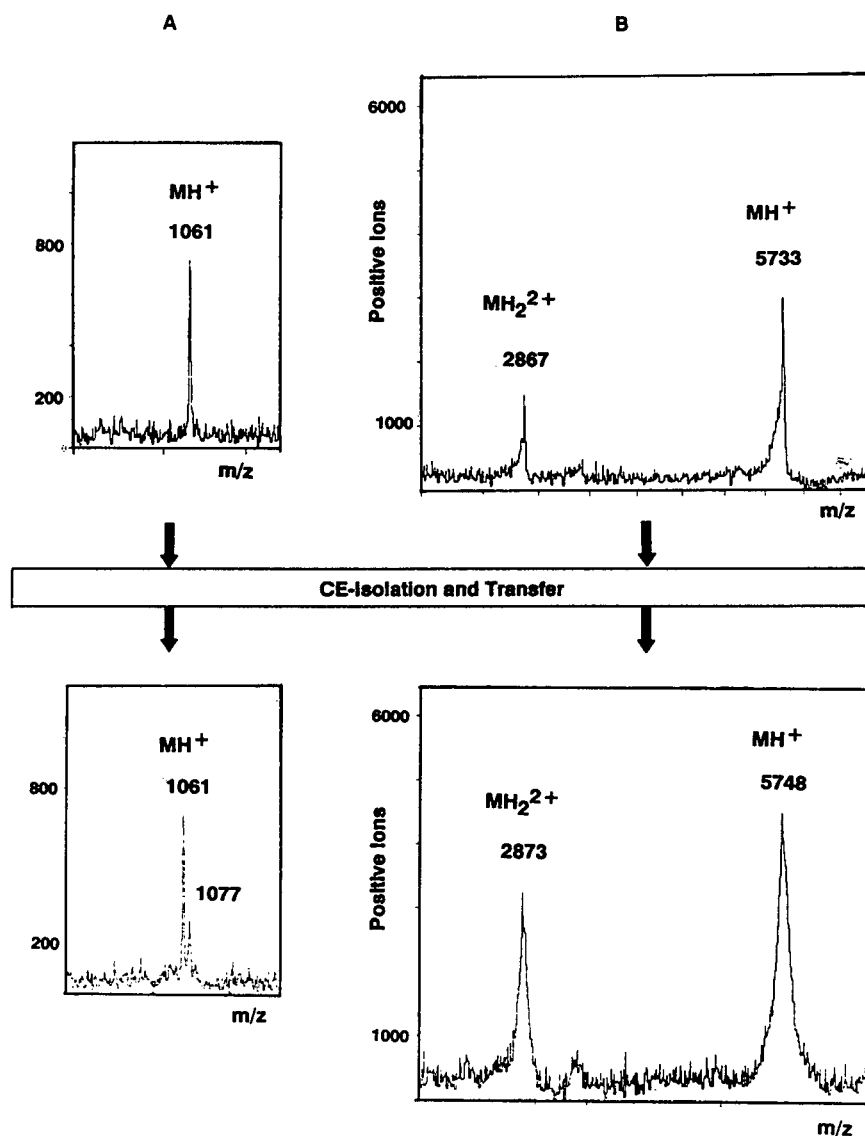 A
B
6000
Positive Ions
MH+
1061
800
200
m/z
MH2 2+
2867
MH+
5733
1000
m/z
CE-Isolation and Transfer
MH+
1061
1077
800
200
m/z
6000
Positive Ions
MH2 2+
2873
MH+
5748
1000
m/z